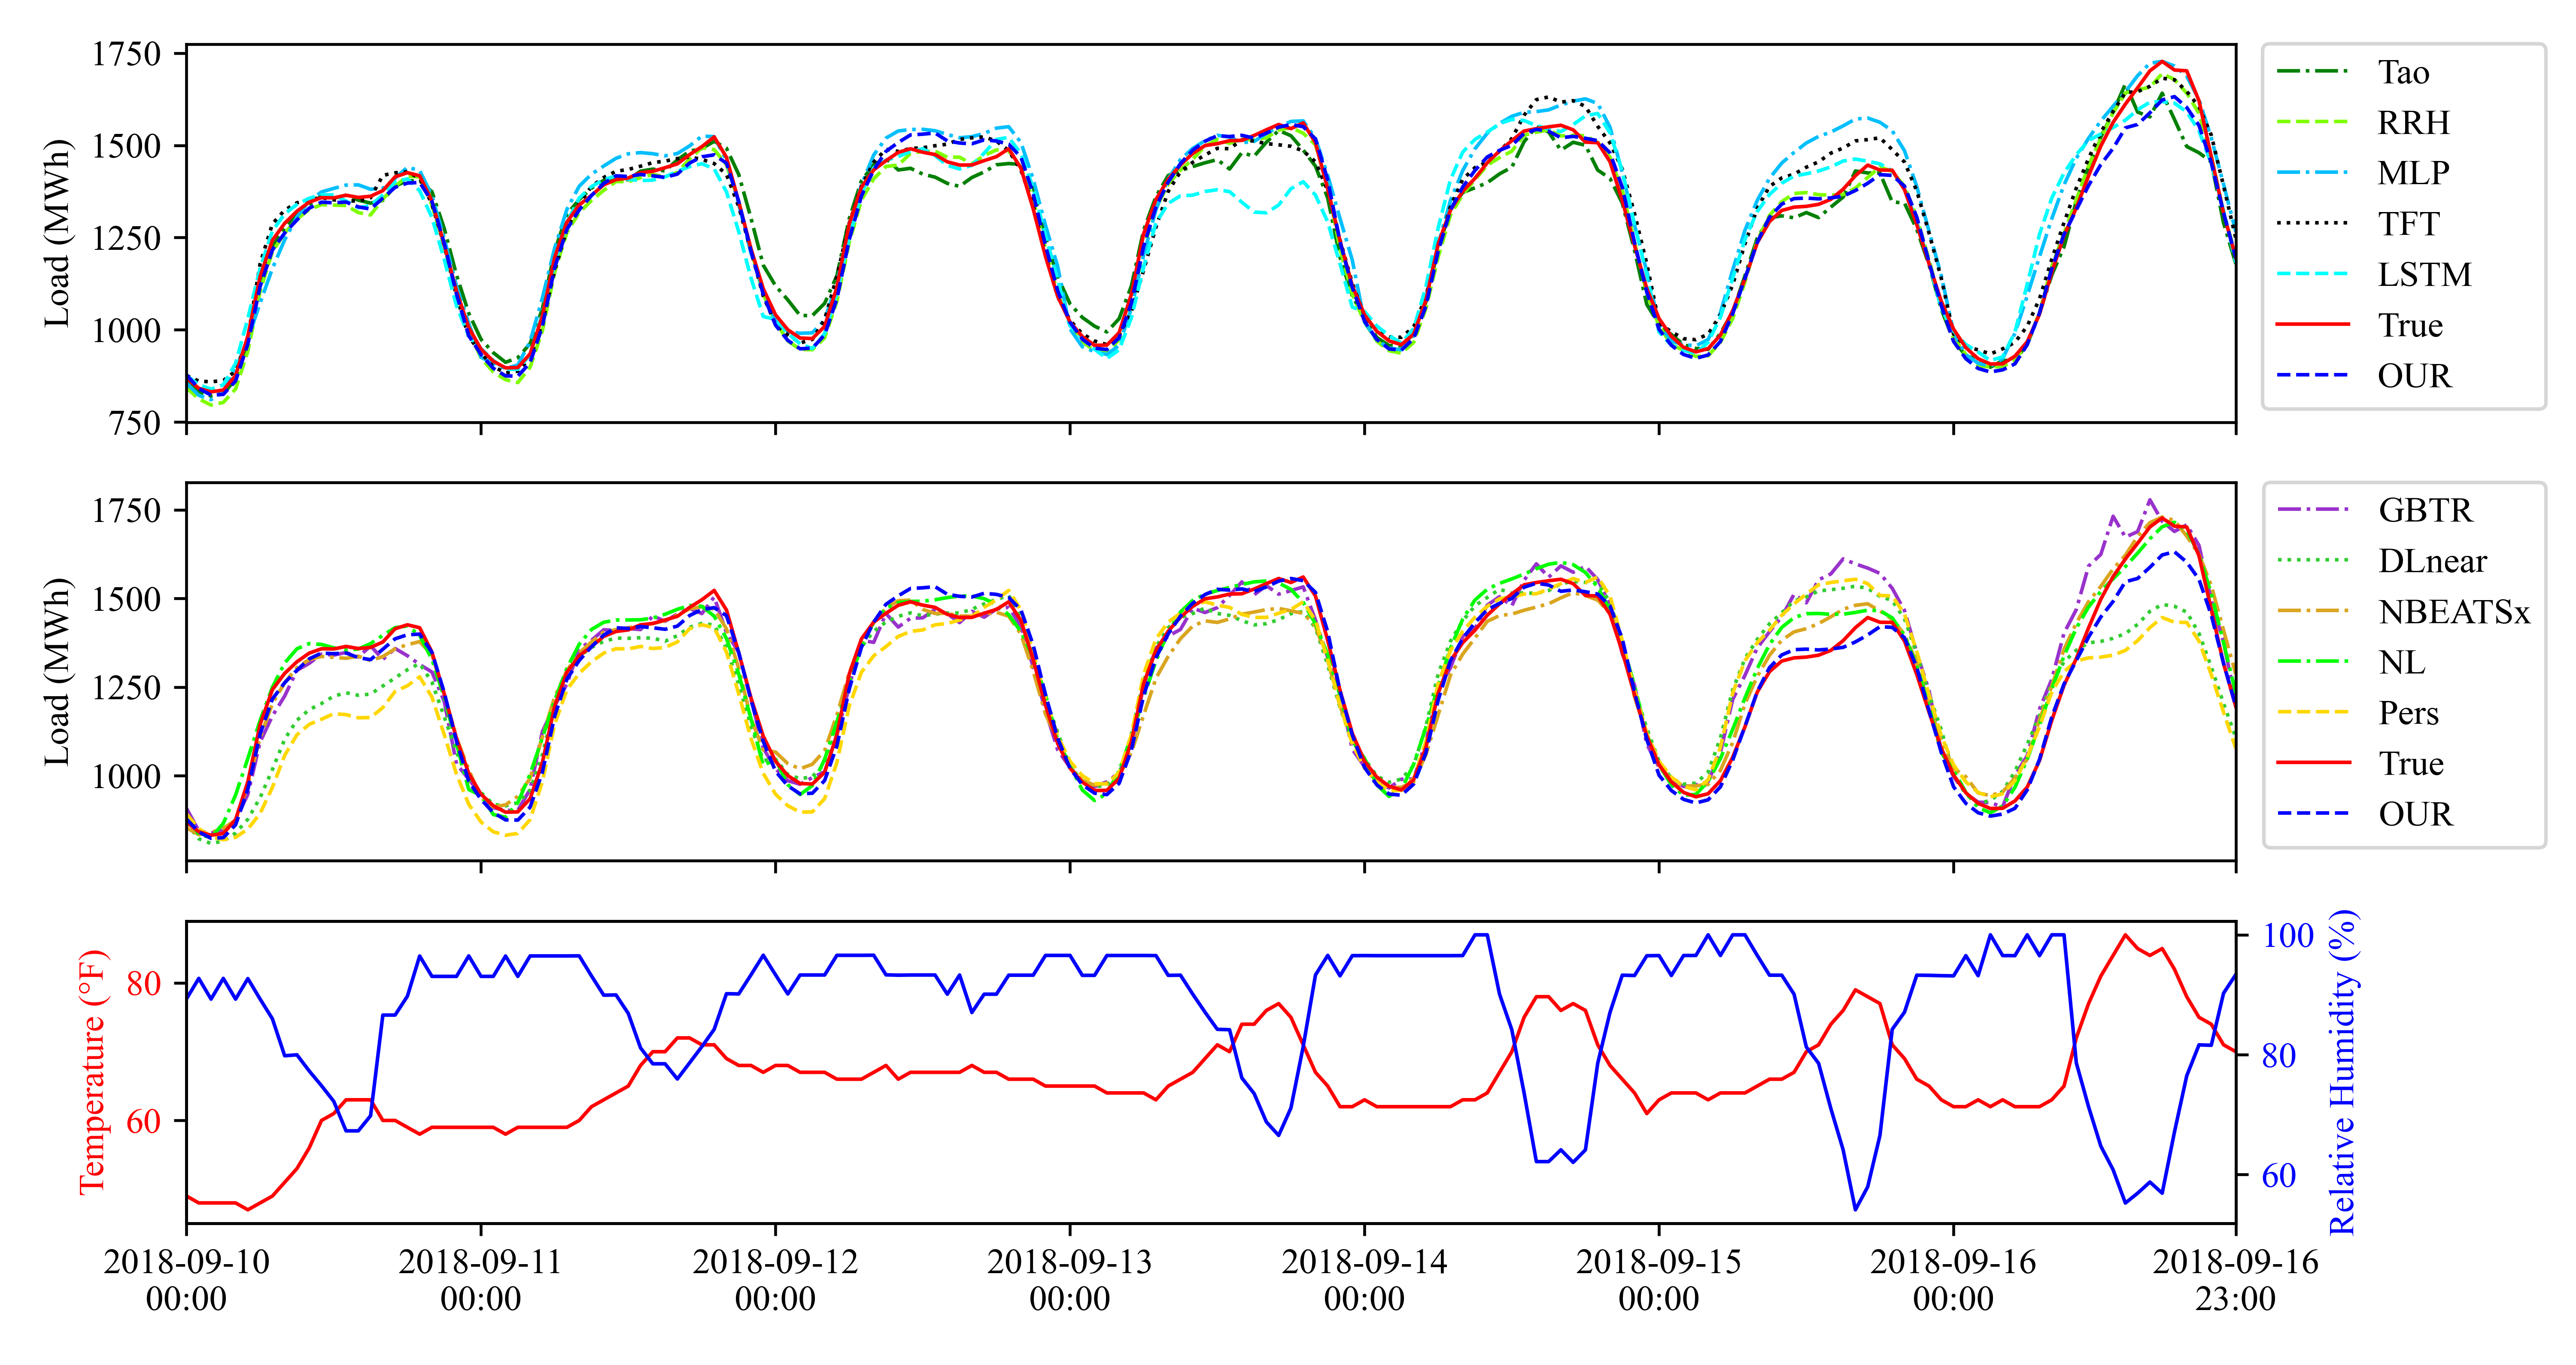 1750
1500
1250
1000
750
Load (MWh)
Tao
RRH
MLP
TFT
LSTM
True
OUR
1750
1500
1250
1000
Load (MWh)
GBTR
DLnear
NBEATSx
NL
Pers
True
OUR
80
60
Temperature (°F)
100
80
60
Relative Humidity (%)
2018-09-10
00:00
2018-09-11
00:00
2018-09-12
00:00
2018-09-13
00:00
2018-09-14
00:00
2018-09-15
00:00
2018-09-16
00:00
2018-09-16
23:00